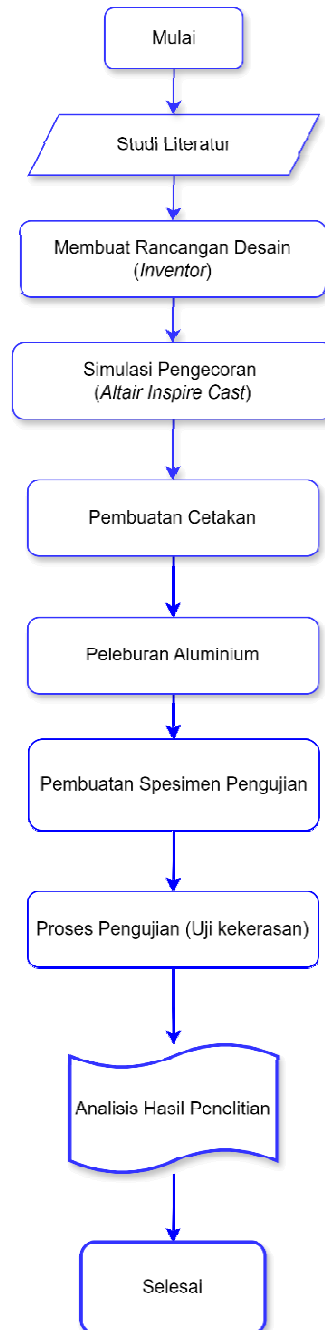 Mulai
Studi Literatur
Membuat Rancangan Desain
(Inventor)
Simulasi Pengecoran
(Altair Inspire Cast)
Pembuatan Cetakan
Peleburan Aluminium
Pembuatan Spesimen Pengujian
Proses Pengujian (Uji kekerasan)
Analisis Hasil Penelitian
Selesai